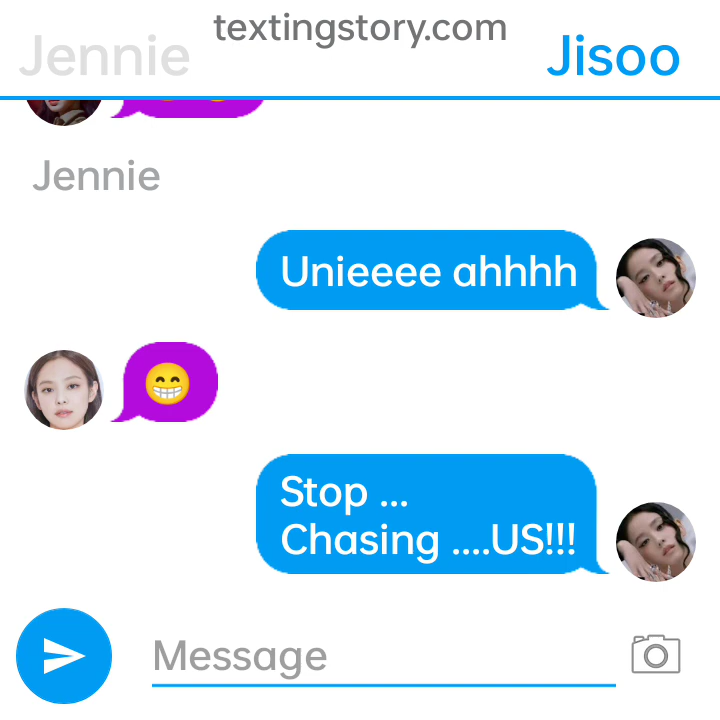 textingstory.com
Jennie
Jisoo
Jennie
Unieeee ahhhh
Stop ...
Chasing ....US!!!
Message